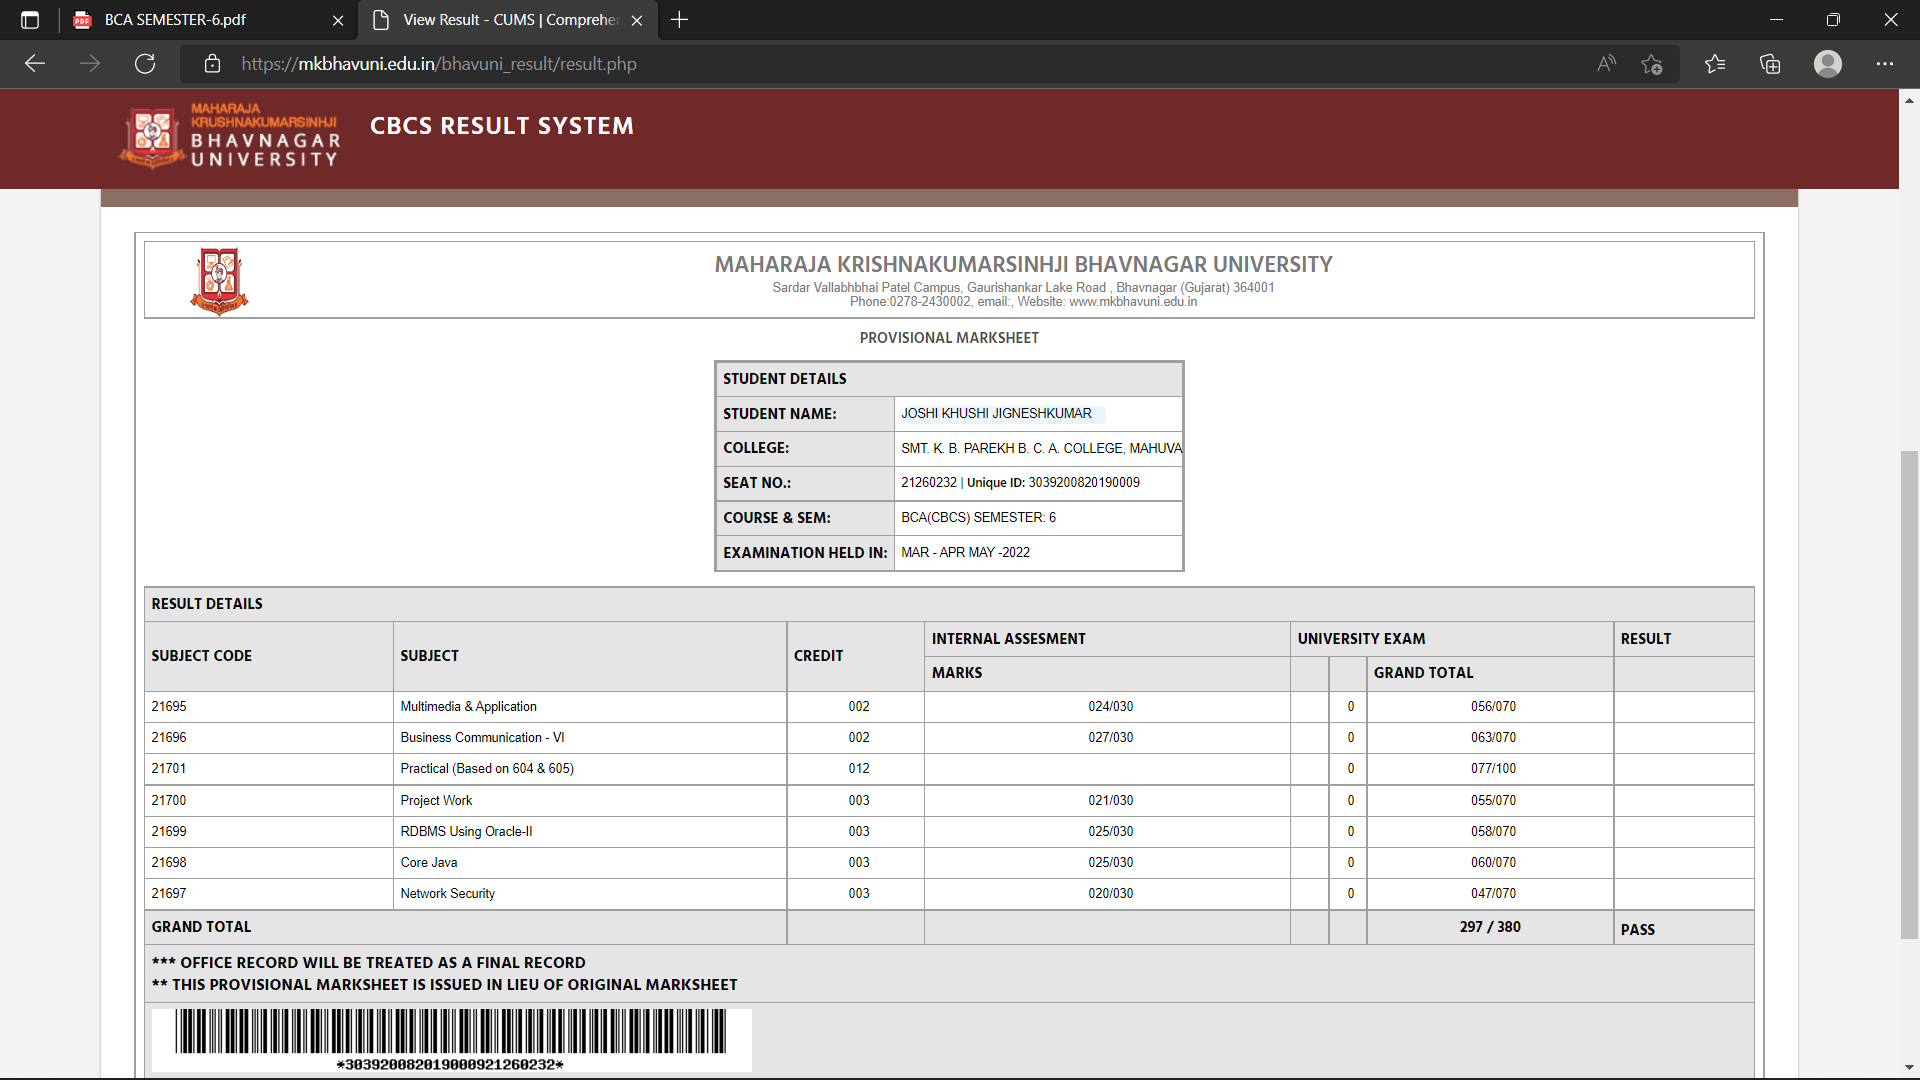 BCA SEMESTER-6.pdf
View Result - CUMS | Comprehe
https://mkbhavuni.edu.in/bhavuni_result/result.php
MAHARAJA
KRUSHNAKUMARSINHJI
BHAVNAGAR
UNIVERSITY
CBCS RESULT SYSTEM
MAHARAJA KRISHNAKUMARSINHJI BHAVNAGAR UNIVERSITY
Sardar Vallabhbhai Patel Campus, Gaurishankar Lake Road , Bhavnagar (Gujarat) 364001
Phone:0278-2430002, email:, Website: www.mkbhavuni.edu.in
PROVISIONAL MARKSHEET
STUDENT DETAILS
STUDENT NAME: JOSHI KHUSHI JIGNESHKUMAR
COLLEGE: SMT. K. B. PAREKH B. C. A. COLLEGE, MAHUVA
SEAT NO.: 21260232 | Unique ID: 3039200820190009
COURSE & SEM: BCA(CBCS) SEMESTER: 6
EXAMINATION HELD IN: MAR - APR MAY -2022
RESULT DETAILS
SUBJECT CODE SUBJECT CREDIT INTERNAL ASSESMENT UNIVERSITY EXAM RESULT
MARKS GRAND TOTAL
21695 Multimedia & Application 002 024/030 0 056/070
21696 Business Communication - VI 002 027/030 0 063/070
21701 Practical (Based on 604 & 605) 012 0 077/100
21700 Project Work 003 021/030 0 055/070
21699 RDBMS Using Oracle-II 003 025/030 0 058/070
21698 Core Java 003 025/030 0 060/070
21697 Network Security 003 020/030 0 047/070
GRAND TOTAL 297 / 380 PASS
*** OFFICE RECORD WILL BE TREATED AS A FINAL RECORD
** THIS PROVISIONAL MARKSHEET IS ISSUED IN LIEU OF ORIGINAL MARKSHEET
*303920082019000921260232*